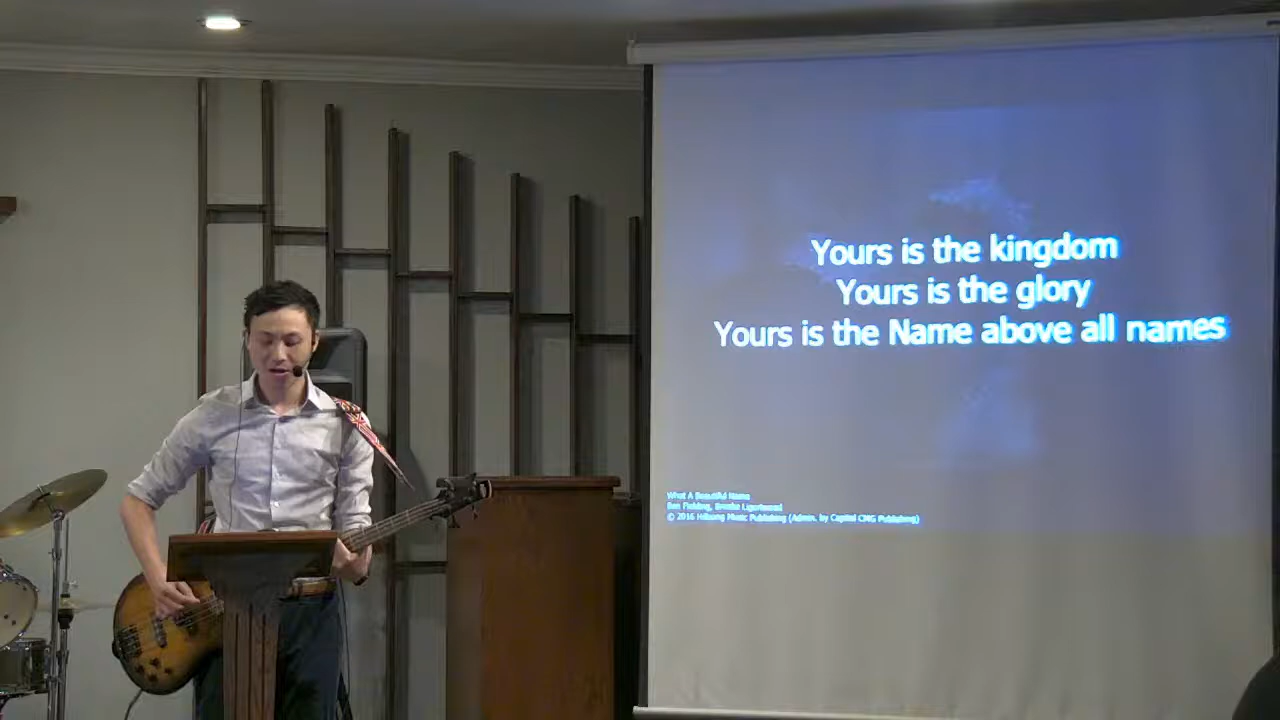 Yours is the kingdom
Yours is the glory
Yours is the Name above all names
What A Beautiful Name
Ben Fielding, Brooke Ligertwood
© 2016 Hillsong Music Publishing (Admin. by Capitol CMG Publishing)